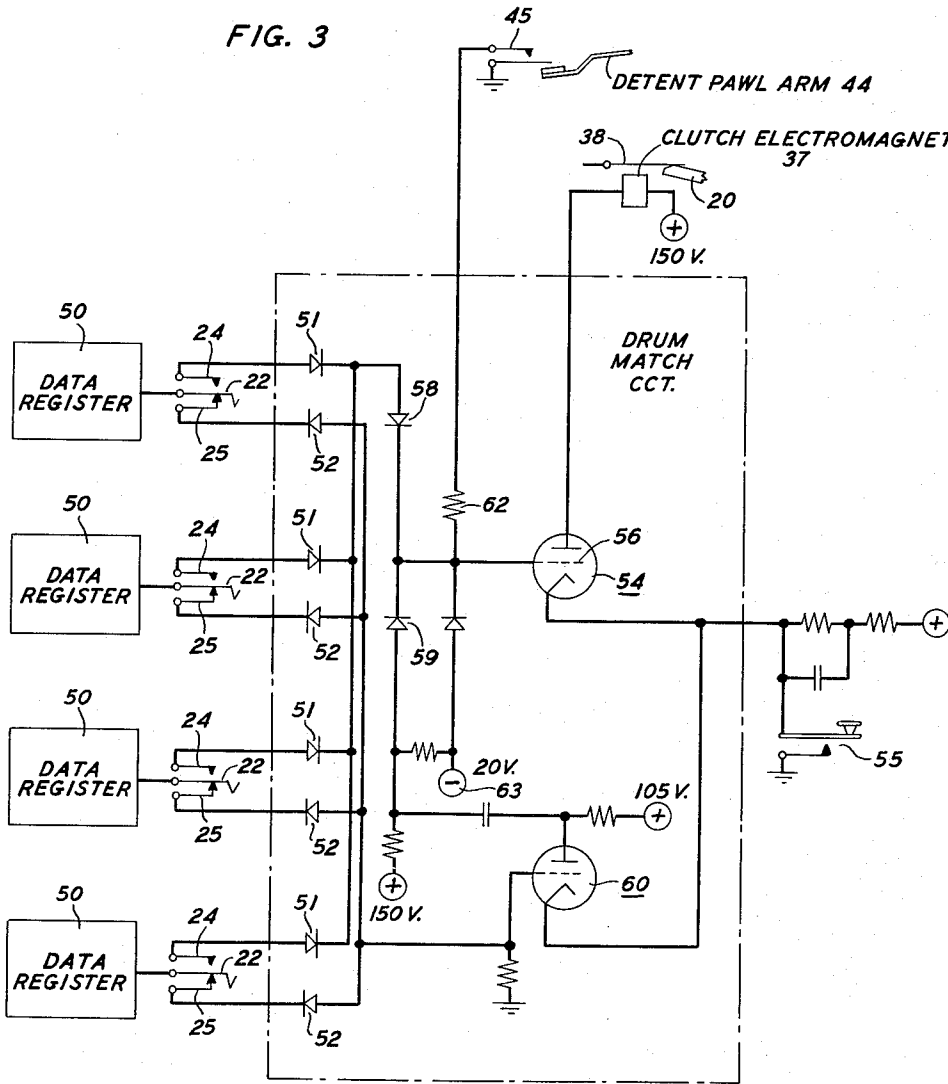 FIG. 3
45
DETENT PAWL ARM 44
38
CLUTCH ELECTROMAGNET
37
20
150 V.
DRUM
MATCH
CCT.
50
DATA
REGISTER
24
22
25
51
52
58
62
56
54
50
DATA
REGISTER
24
22
25
51
52
59
55
50
DATA
REGISTER
24
22
25
51
52
20V.
63
105 V.
150 V.
60
50
DATA
REGISTER
24
22
25
51
52